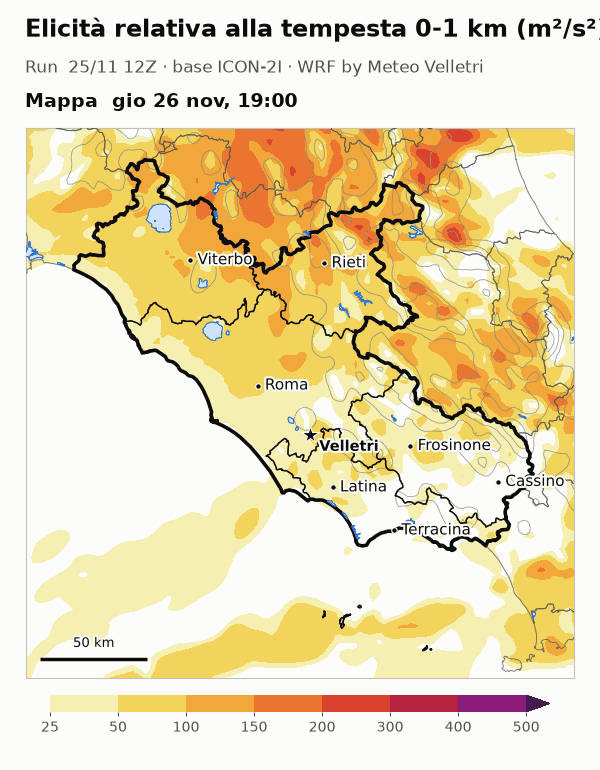 Elicità relativa alla tempesta 0-1 km (m²/s²)
Run 25/11 12Z · base ICON-2I · WRF by Meteo Velletri
Mappa gio 26 nov, 19:00
Viterbo
Rieti
Roma
Velletri
Frosinone
Latina
Cassino
Terracina
50 km
25 50 100 150 200 300 400 500